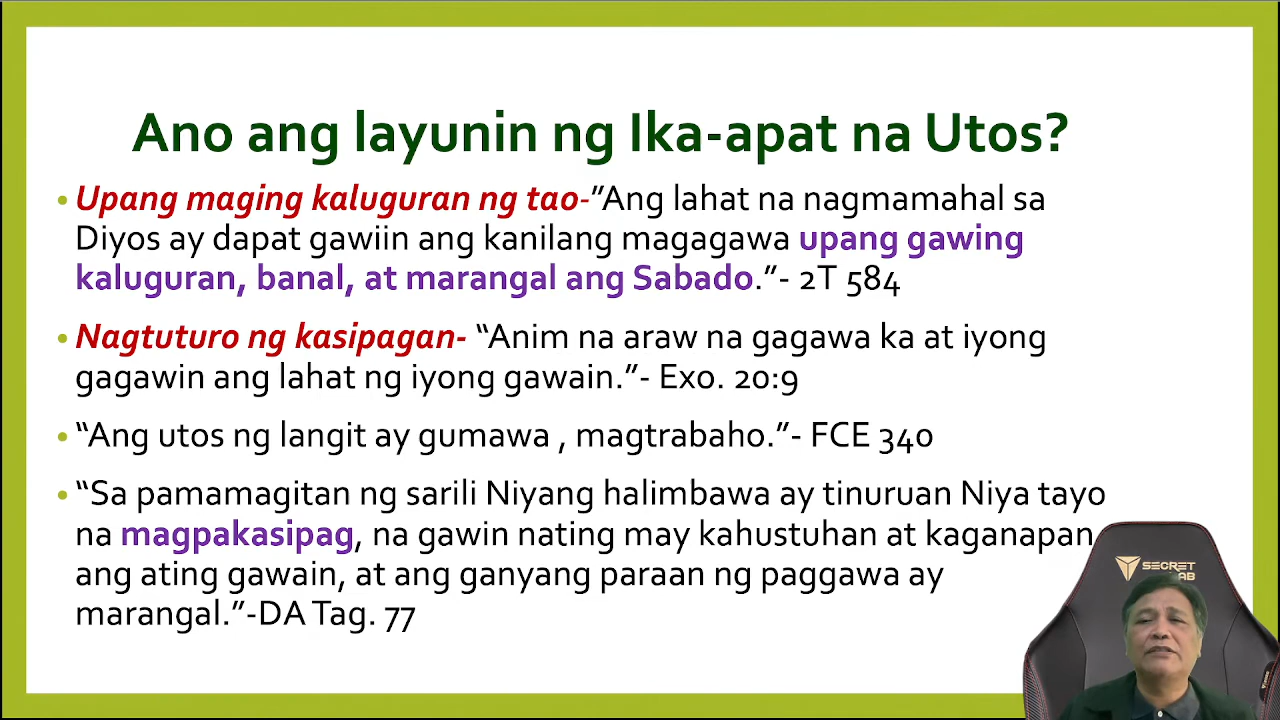 Ano ang layunin ng Ika-apat na Utos?
• Upang maging kaluguran ng tao-”Ang lahat na nagmamahal sa
Diyos ay dapat gawiin ang kanilang magagawa upang gawing
kaluguran, banal, at marangal ang Sabado.”- 2T 584
• Nagtuturo ng kasipagan- “Anim na araw na gagawa ka at iyong
gagawin ang lahat ng iyong gawain.”- Exo. 20:9
• “Ang utos ng langit ay gumawa , magtrabaho.”- FCE 340
• “Sa pamamagitan ng sarili Niyang halimbawa ay tinuruan Niya tayo
na magpakasipag, na gawin nating may kahustuhan at kaganapan
ang ating gawain, at ang ganyang paraan ng paggawa ay
marangal.”-DA Tag. 77
SECRET
LAB